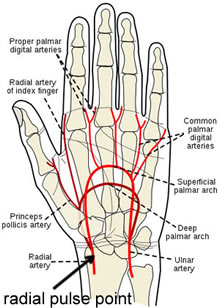 Proper palmar
digital arteries
Radial artery
of index finger
Common
palmar
digital
arteries
Superficial
palmar arch
Princeps
pollicis artery
Deep
palmar arch
Radial
artery
Ulnar
artery
radial pulse point